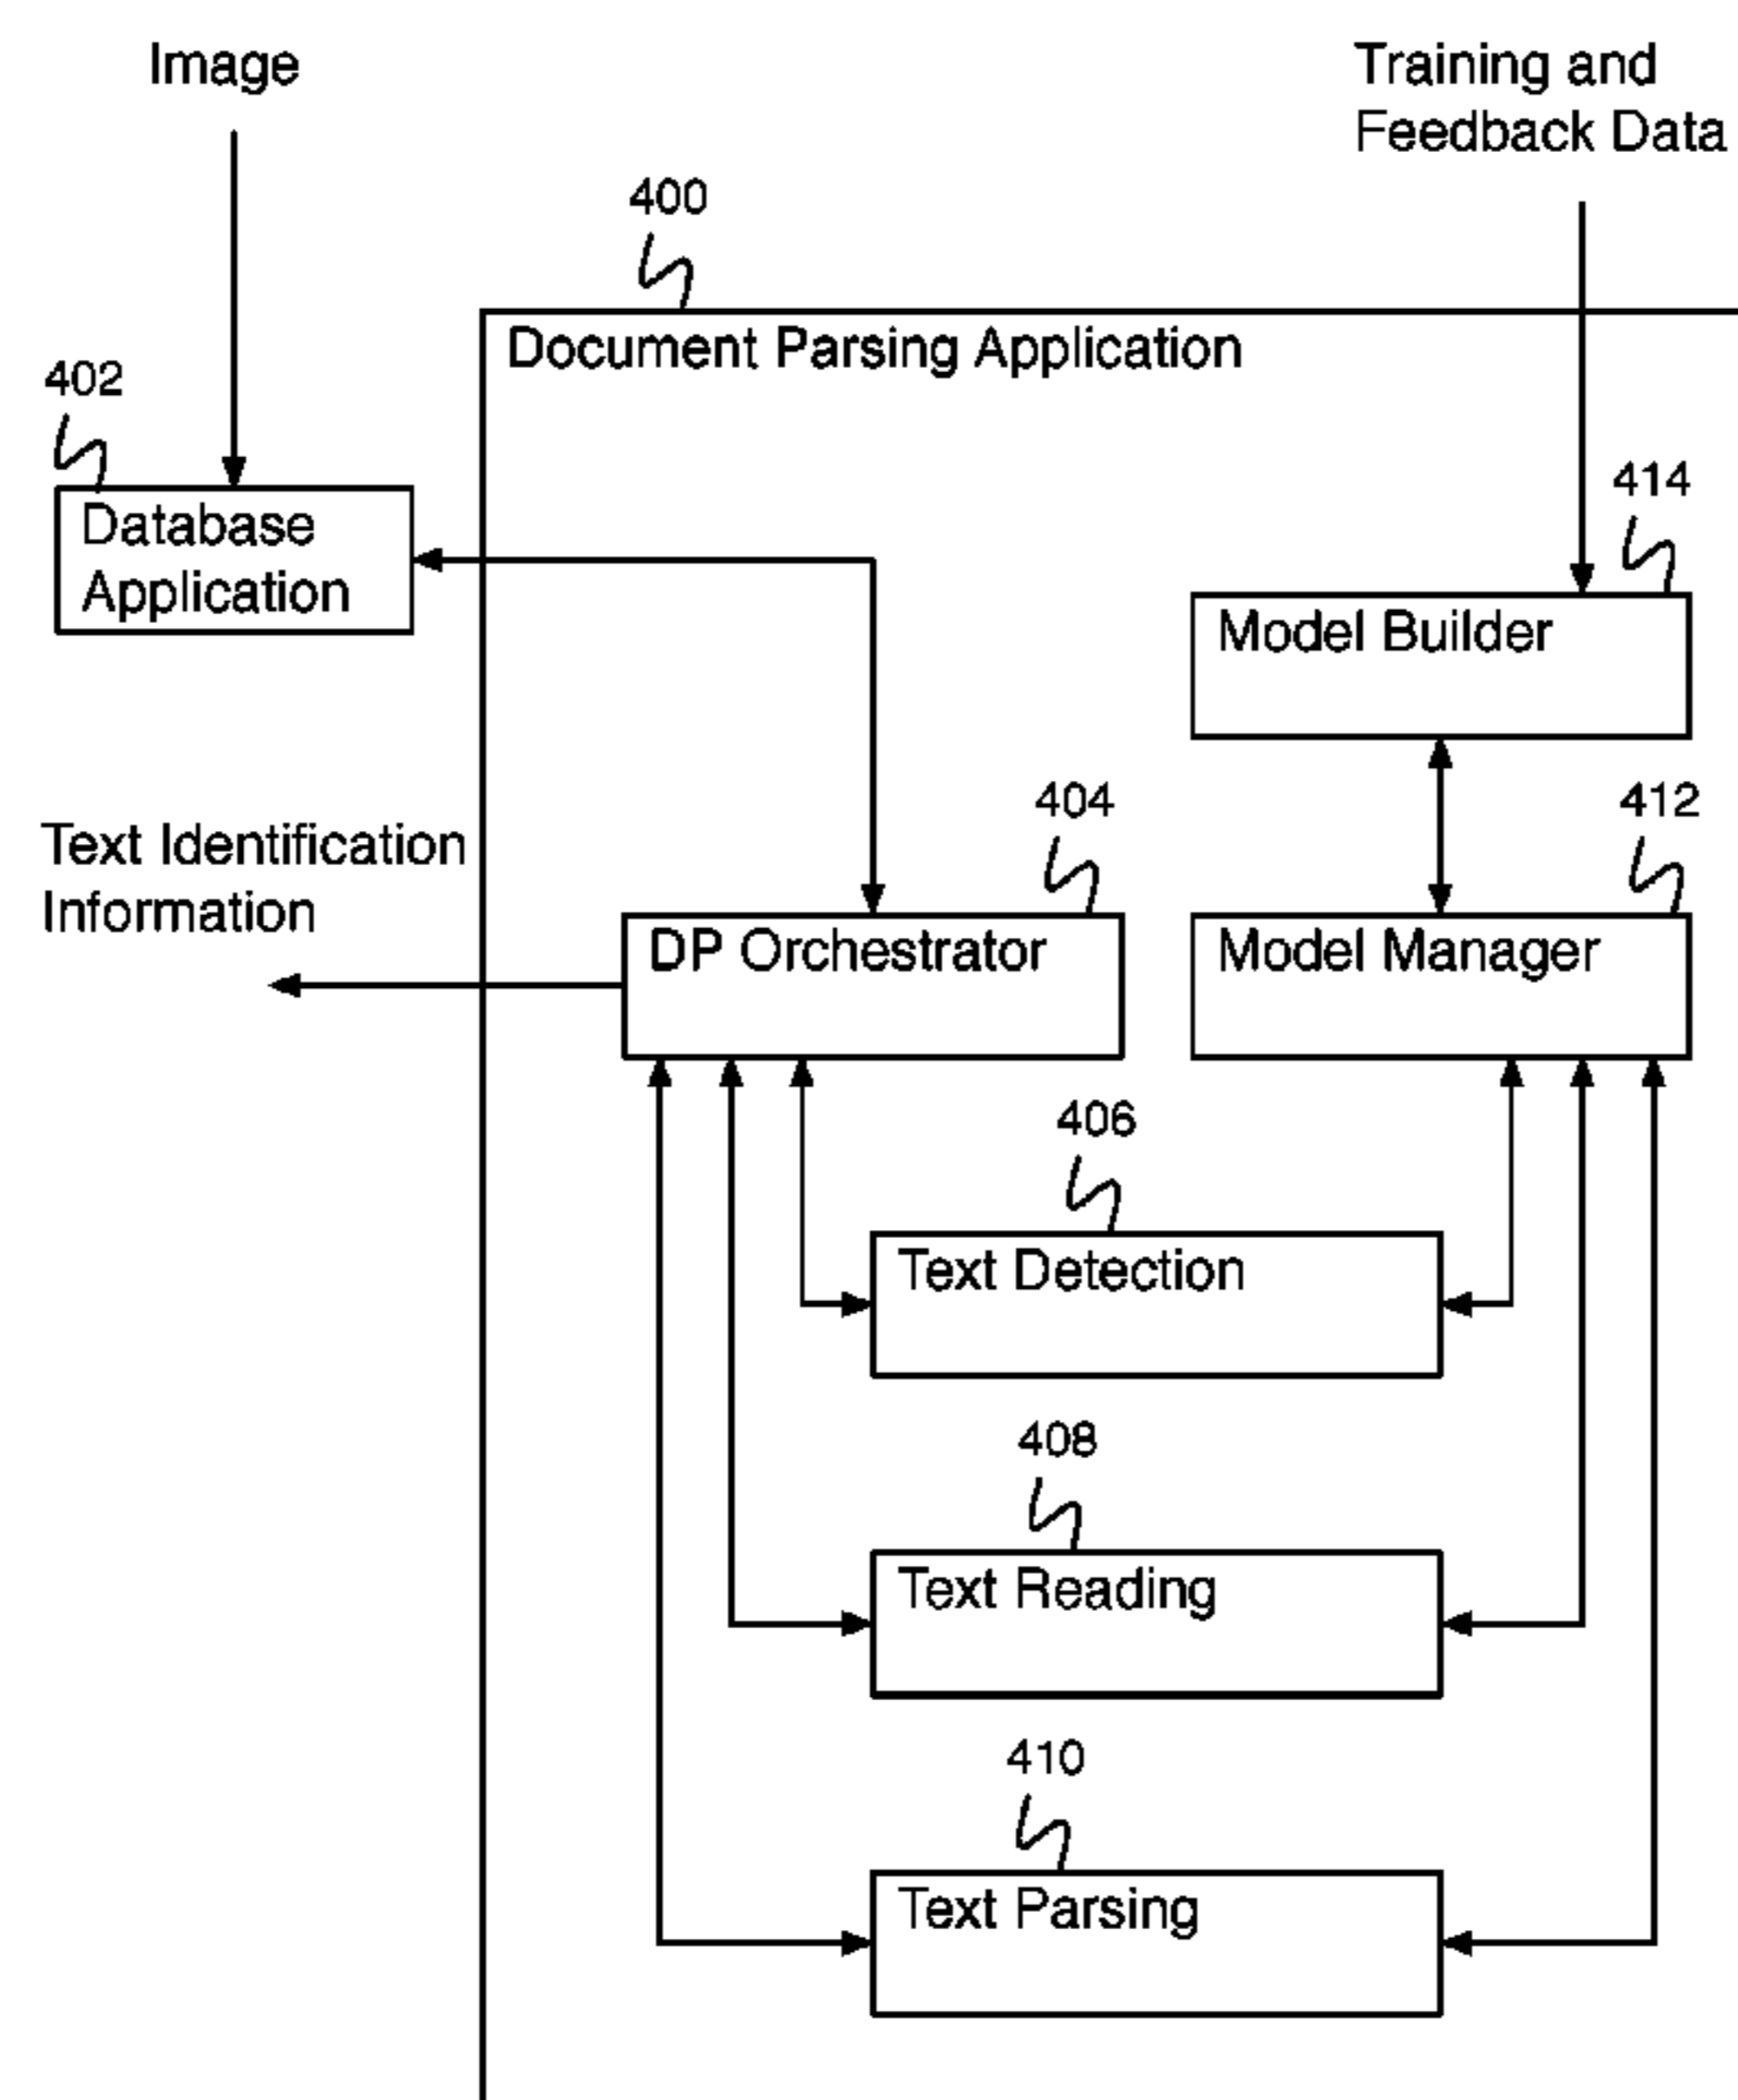 Image
Training and
Feedback Data
400
Document Parsing Application
402
Database
Application
414
Model Builder
404
412
Text Identification
Information
DP Orchestrator
Model Manager
406
Text Detection
408
Text Reading
410
Text Parsing